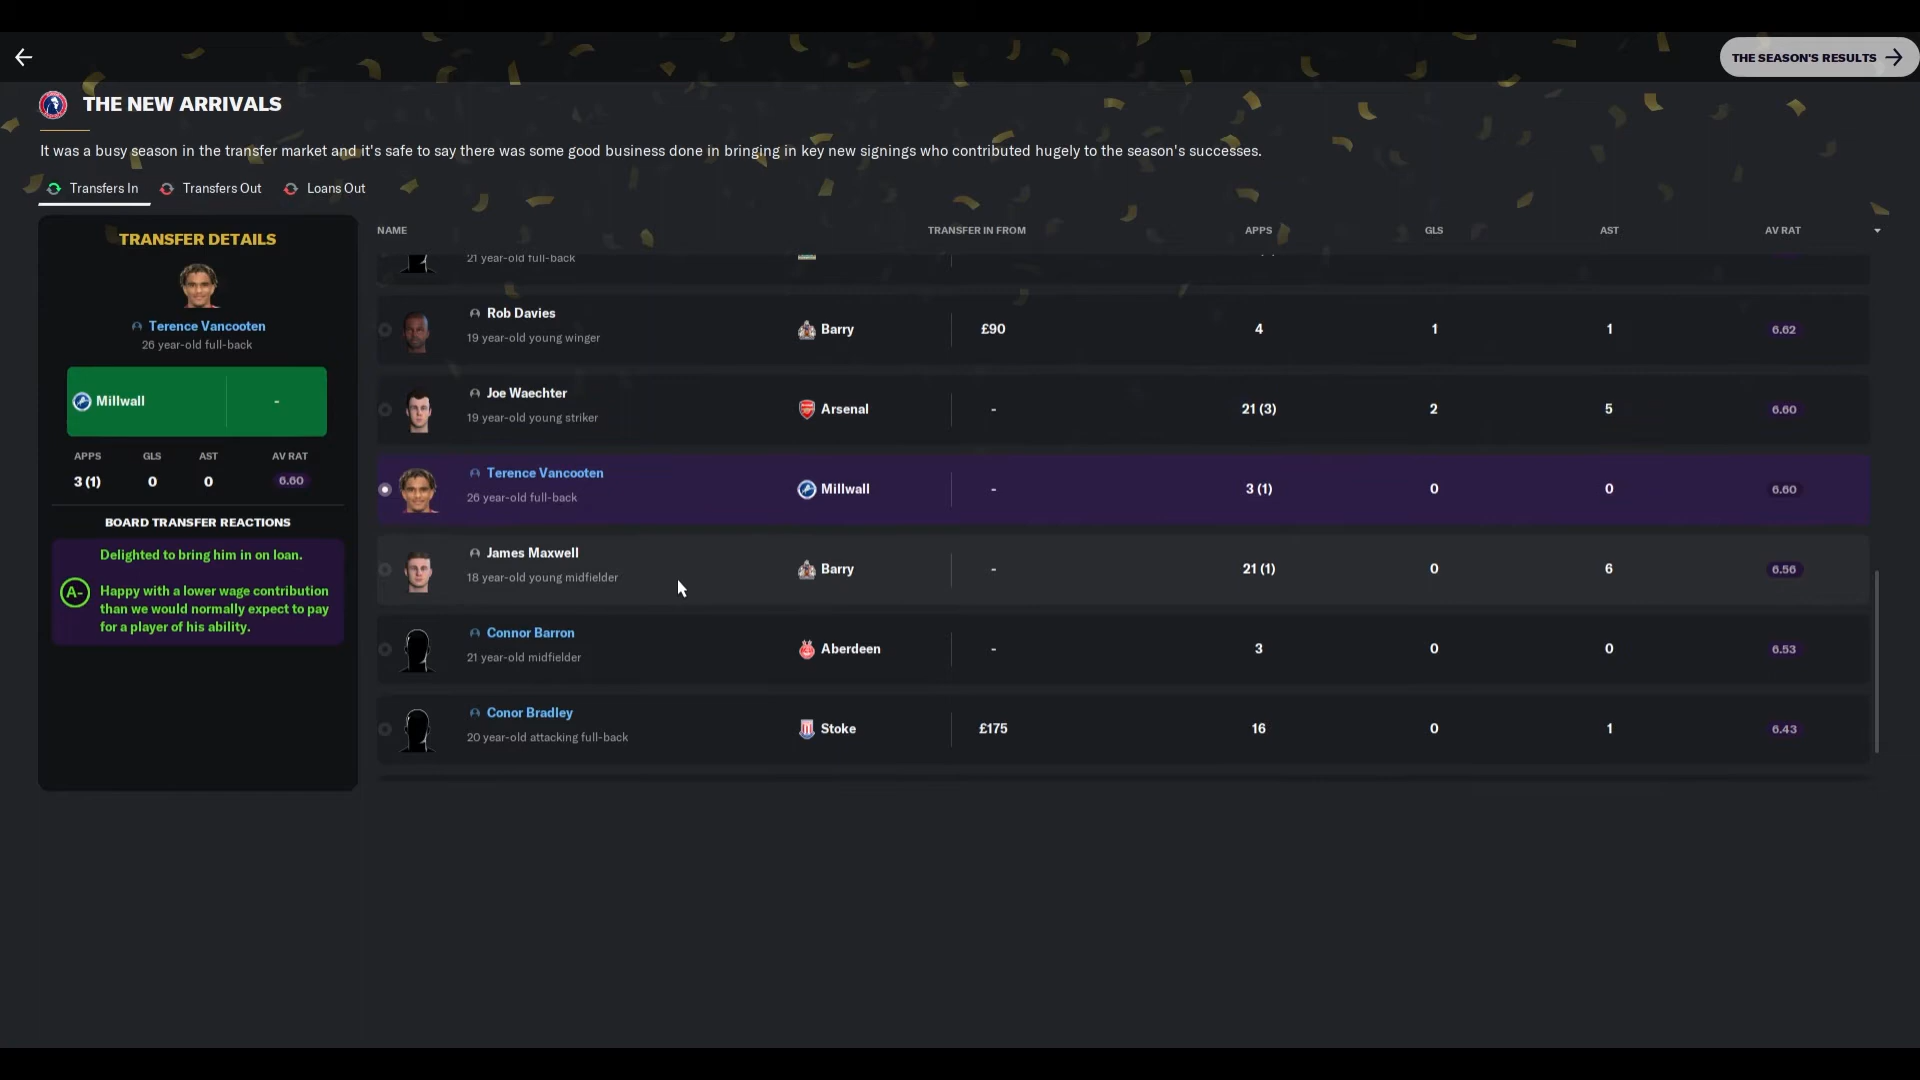 THE SEASON'S RESULTS
THE NEW ARRIVALS
It was a busy season in the transfer market and it's safe to say there was some good business done in bringing in key new signings who contributed hugely to the season's successes.
Transfers In Transfers Out Loans Out
TRANSFER DETAILS
Terence Vancooten
26 year-old full-back
Millwall -
APPS GLS AST AV RAT
3 (1) 0 0 6.60
BOARD TRANSFER REACTIONS
A-
Delighted to bring him in on loan.
Happy with a lower wage contribution
than we would normally expect to pay
for a player of his ability.
NAME TRANSFER IN FROM APPS GLS AST AV RAT
21 year-old full-back
Rob Davies
19 year-old young winger
Barry £90 4 1 1 6.62
Joe Waechter
19 year-old young striker
Arsenal - 21 (3) 2 5 6.60
Terence Vancooten
26 year-old full-back
Millwall - 3 (1) 0 0 6.60
James Maxwell
18 year-old young midfielder
Barry - 21 (1) 0 6 6.56
Connor Barron
21 year-old midfielder
Aberdeen - 3 0 0 6.53
Conor Bradley
20 year-old attacking full-back
Stoke £175 16 0 1 6.43